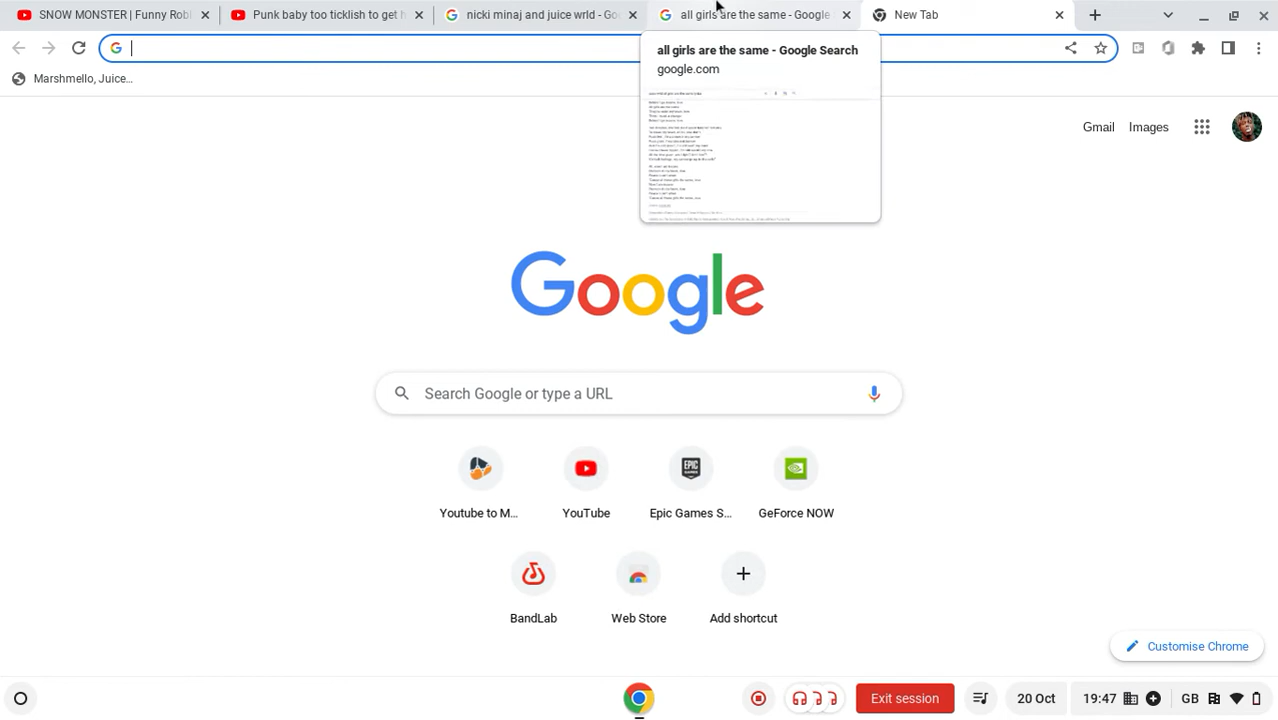 SNOW MONSTER | Funny Rob
Punk baby too ticklish to get h
nicki minaj and juice wrld - Go
all girls are the same - Google
New Tab
all girls are the same - Google Search
google.com
Marshmello, Juice...
Gmail Images
Google
Search Google or type a URL
Youtube to M...
YouTube
Epic Games S...
GeForce NOW
BandLab
Web Store
Add shortcut
Customise Chrome
Exit session
20 Oct
19:47
GB